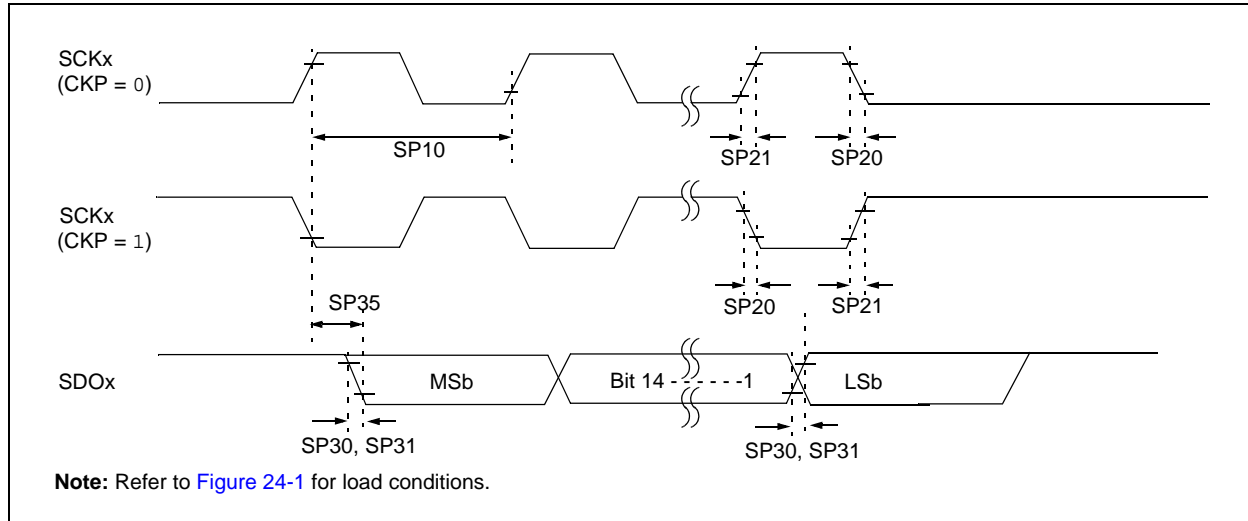 SCKx
(CKP = 0)
SP10
SP21
SP20
SCKx
(CKP = 1)
SP35
SP20
SP21
SDOx
MSb
Bit 14 - - - - - -1
LSb
SP30, SP31
SP30, SP31
Note: Refer to Figure 24-1 for load conditions.